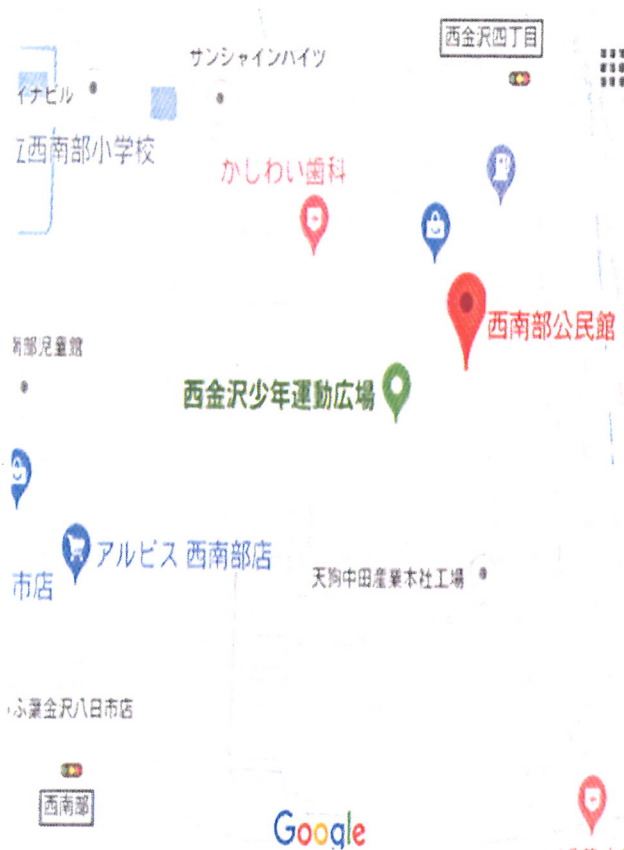 西金沢四丁目
サンシャインハイツ
イナビル
西南部小学校
かしわい歯科
西南部公民館
南部児童館
西金沢少年運動広場
アルビス 西南部店
市店
天狗中田産業本社工場
ふ葉金沢八日市店
西南部
Google